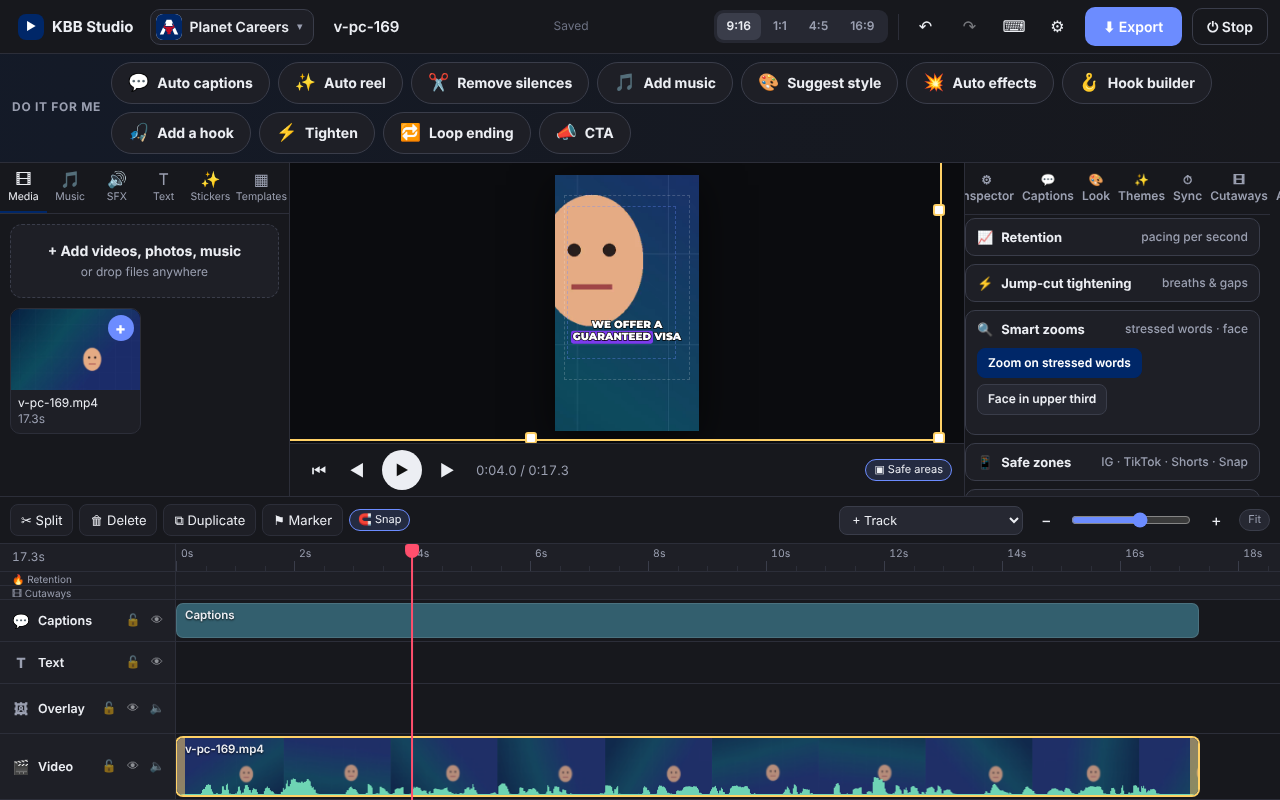 KBB Studio
Planet Careers
v-pc-169
Saved
9:16
1:1
4:5
16:9
Export
Stop
DO IT FOR ME
Auto captions
Auto reel
Remove silences
Add music
Suggest style
Auto effects
Hook builder
Add a hook
Tighten
Loop ending
CTA
Media
Music
SFX
Text
Stickers
Templates
+ Add videos, photos, music
or drop files anywhere
v-pc-169.mp4
17.3s
WE OFFER A
GUARANTEED VISA
0:04.0 / 0:17.3
Safe areas
nspector
Captions
Look
Themes
Sync
Cutaways
Retention
pacing per second
Jump-cut tightening
breaths & gaps
Smart zooms
stressed words · face
Zoom on stressed words
Face in upper third
Safe zones
IG · TikTok · Shorts · Snap
Split
Delete
Duplicate
Marker
Snap
+ Track
Fit
17.3s
0s
2s
4s
6s
8s
10s
12s
14s
16s
18s
Retention
Cutaways
Captions
Captions
Text
Overlay
Video
v-pc-169.mp4